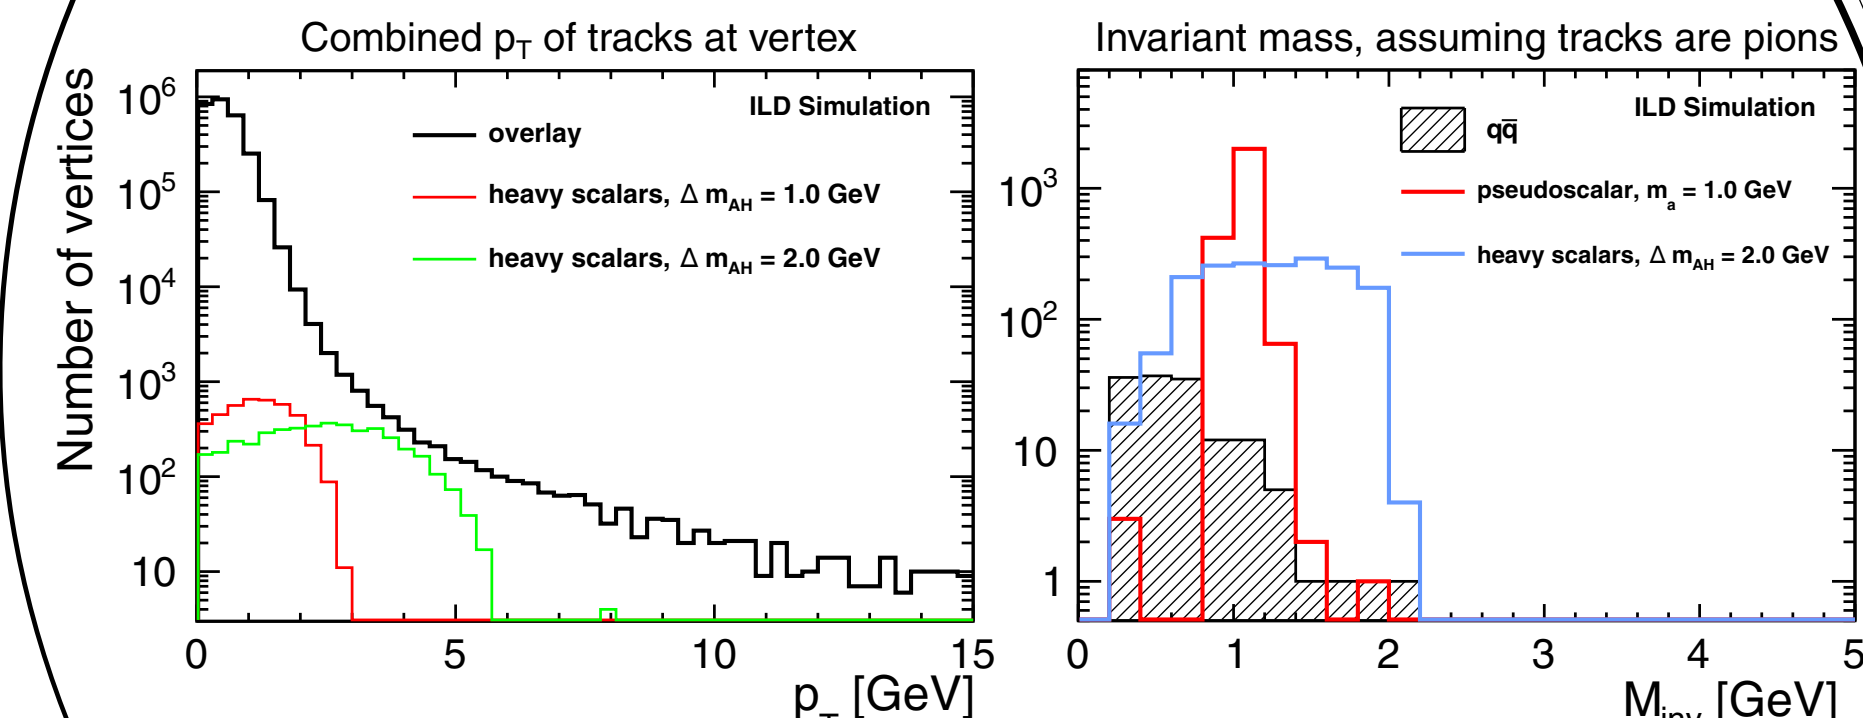 Combined p_T of tracks at vertex
Number of vertices
10^6
10^5
10^4
10^3
10^2
10
ILD Simulation
overlay
heavy scalars, Δ m_AH = 1.0 GeV
heavy scalars, Δ m_AH = 2.0 GeV
0 5 10 15
p_T [GeV]
Invariant mass, assuming tracks are pions
10^3
10^2
10
1
ILD Simulation
qq̅
pseudoscalar, m_a = 1.0 GeV
heavy scalars, Δ m_AH = 2.0 GeV
0 1 2 3 4 5
M_inv [GeV]